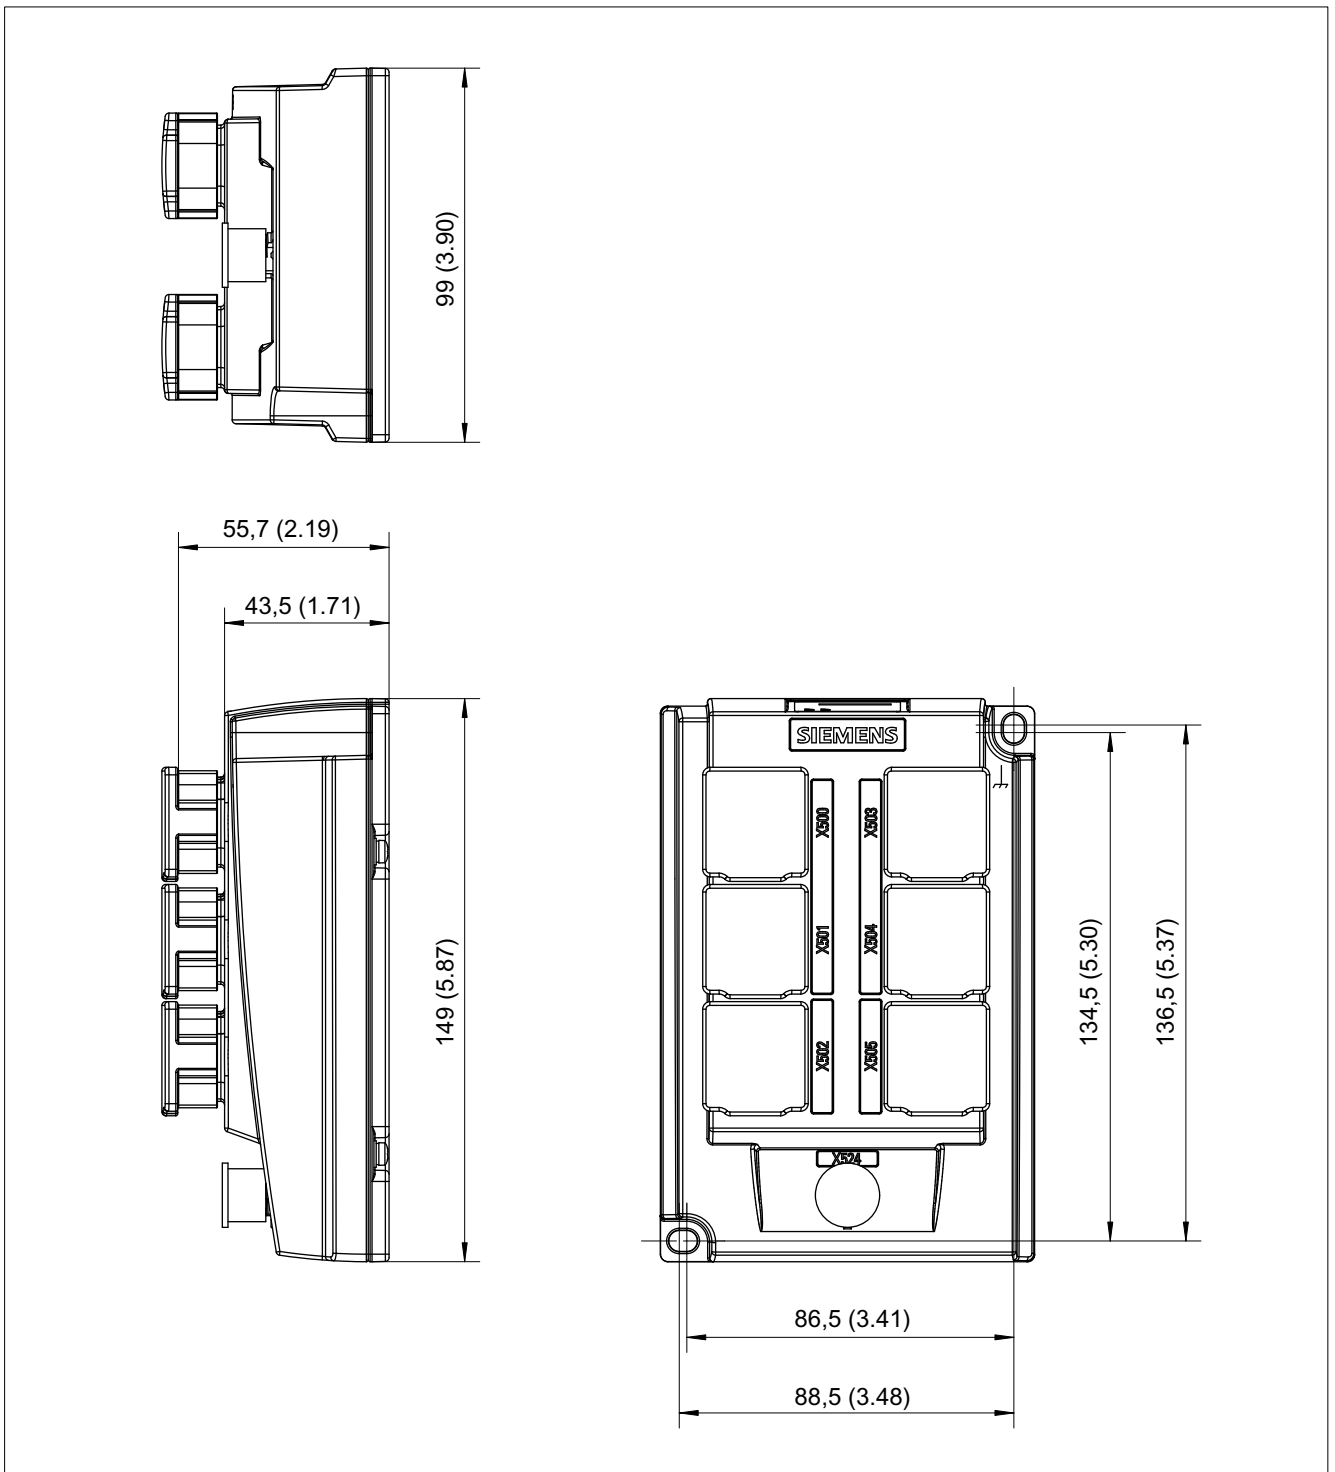 99 (3.90)
55,7 (2.19)
43,5 (1.71)
149 (5.87)
SIEMENS
X500
X503
X501
X504
X502
X505
X524
134,5 (5.30)
136,5 (5.37)
86,5 (3.41)
88,5 (3.48)